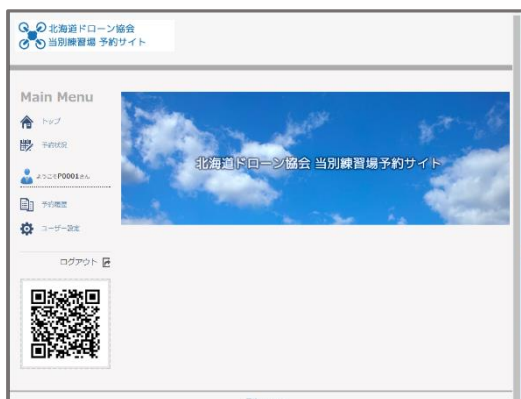 北海道ドローン協会
当別練習場 予約サイト
Main Menu
トップ
予約状況
ようこそP0001さん
予約履歴
ユーザー設定
ログアウト
北海道ドローン協会 当別練習場予約サイト